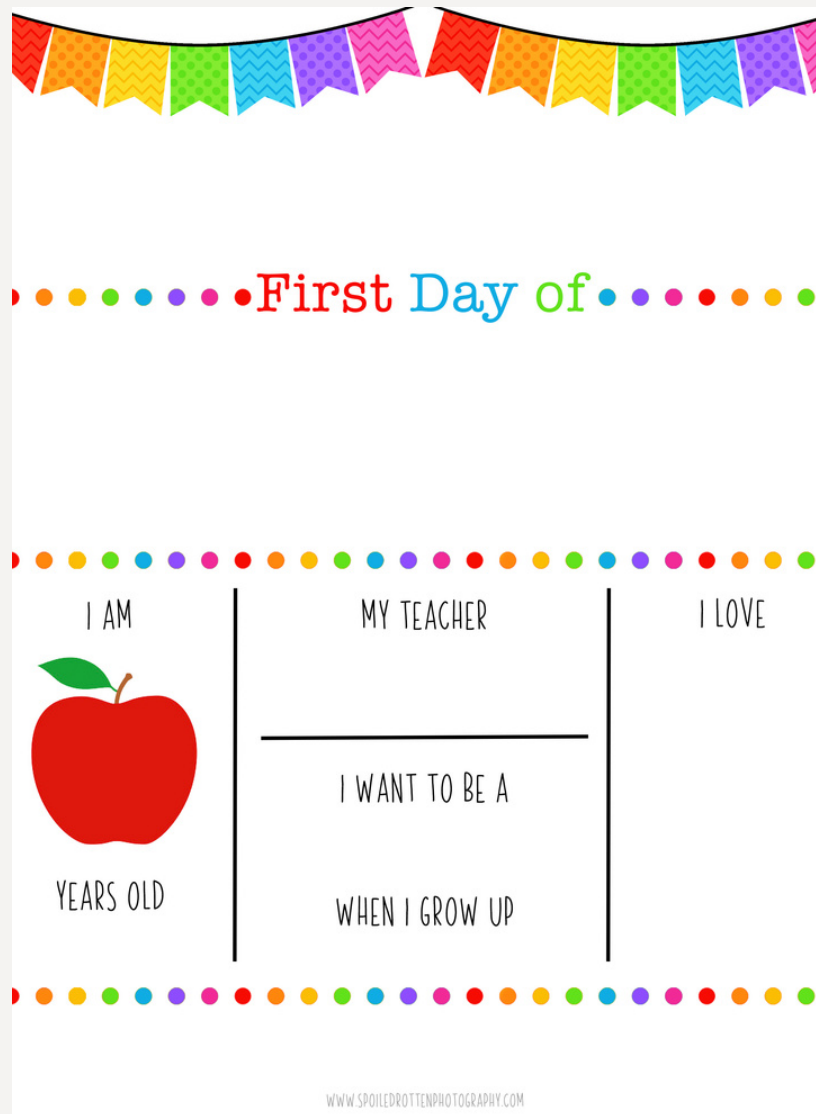 First Day of
I AM
YEARS OLD
MY TEACHER
I WANT TO BE A
WHEN I GROW UP
I LOVE
WWW.SPOILEDROTTENPHOTOGRAPHY.COM